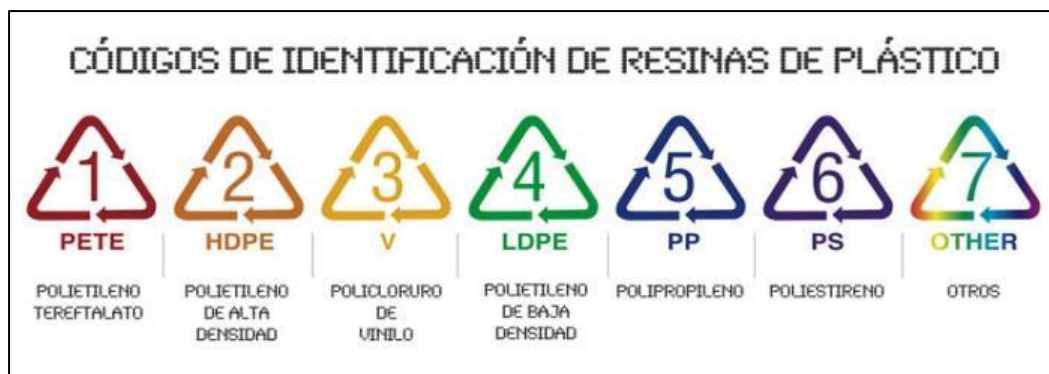 CÓDIGOS DE IDENTIFICACIÓN DE RESINAS DE PLÁSTICO
1 2 3 4 5 6 7
PETE HDPE V LDPE PP PS OTHER
POLIETILENO
TEREFTALATO
POLIETILENO
DE ALTA
DENSIDAD
POLICLORURO
DE
VINILO
POLIETILENO
DE BAJA
DENSIDAD
POLIPROPILENO
POLIESTIRENO
OTROS